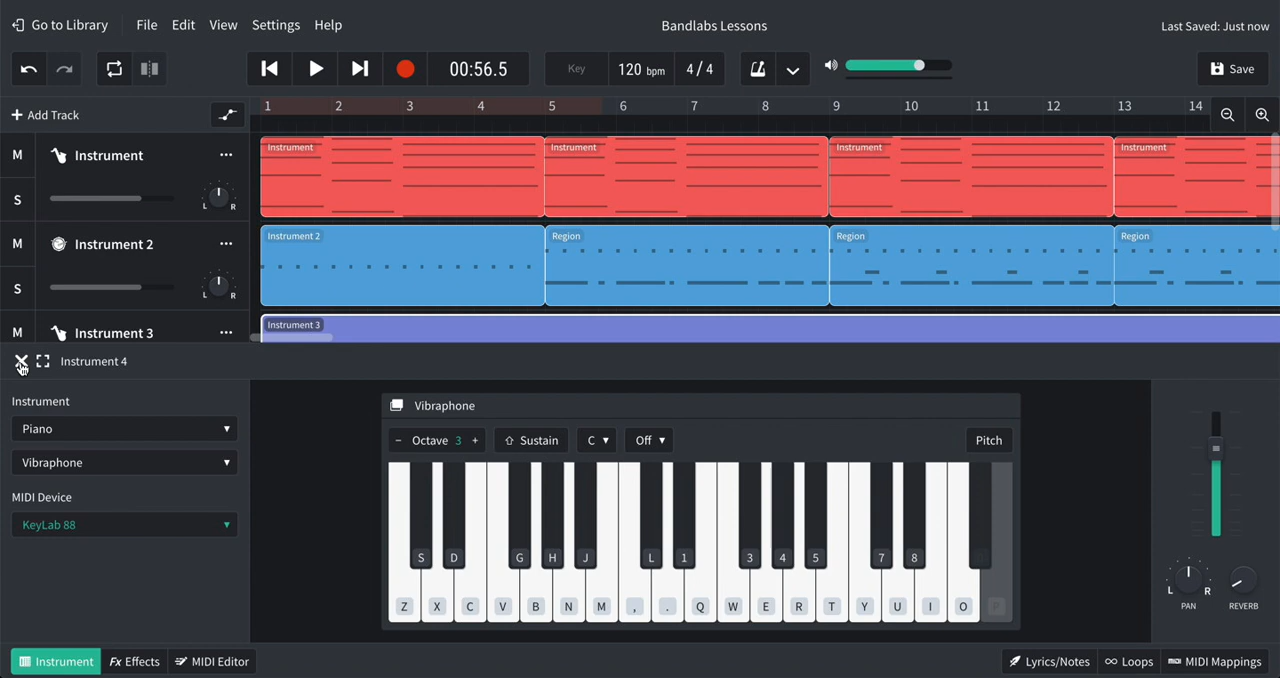 Go to Library File Edit View Settings Help Bandlabs Lessons Last Saved: Just now
00:56.5 Key 120 bpm 4/4 Save
+ Add Track 1 2 3 4 5 6 7 8 9 10 11 12 13 14
M Instrument ... Instrument Instrument Instrument Instrument
S L R
M Instrument 2 ... Instrument 2 Region Region Region
S L R
M Instrument 3 ... Instrument 3
Instrument 4
Instrument
Piano
Vibraphone
MIDI Device
KeyLab 88
Vibraphone
- Octave 3 + Sustain C Off Pitch
S D G H J L 1 3 4 5 7 8
Z X C V B N M , . Q W E R T Y U I O P
L R
PAN REVERB
Instrument Fx Effects MIDI Editor Lyrics/Notes Loops MIDI Mappings